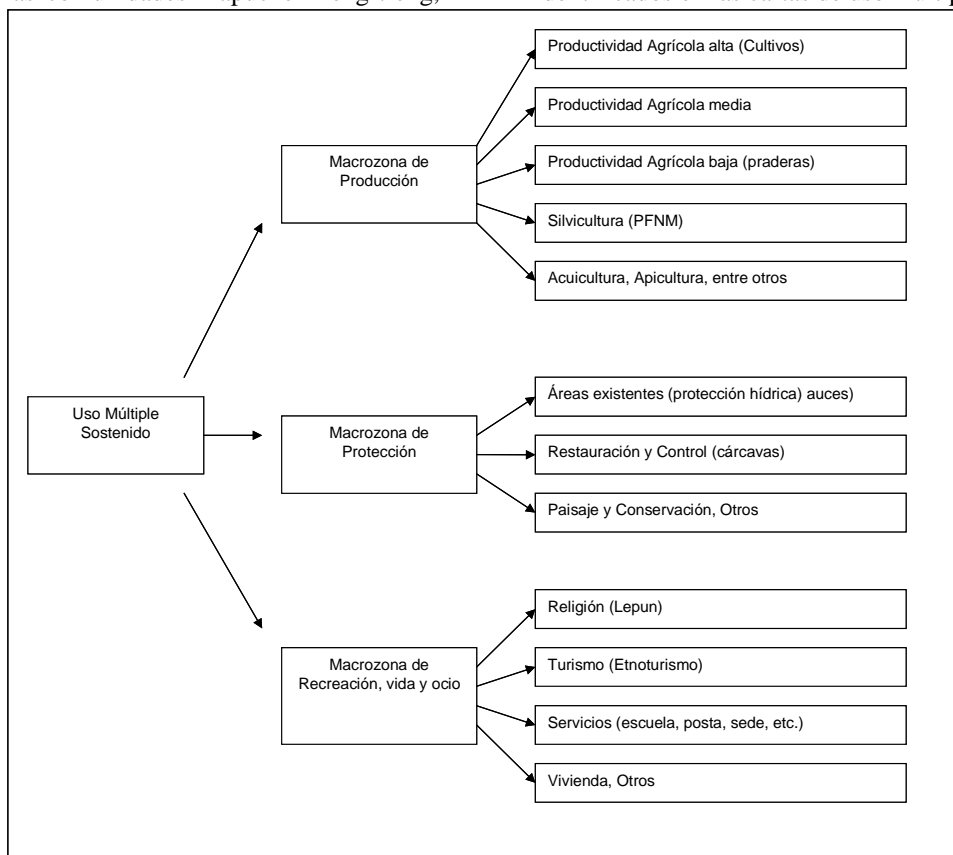 Productividad Agrícola alta (Cultivos)
Productividad Agrícola media
Macrozona de
Producción
Productividad Agrícola baja (praderas)
Silvicultura (PFNM)
Acuicultura, Apicultura, entre otros
Uso Múltiple
Sostenido
Áreas existentes (protección hídrica) auces)
Macrozona de
Protección
Restauración y Control (cárcavas)
Paisaje y Conservación, Otros
Religión (Lepun)
Macrozona de
Recreación, vida y ocio
Turismo (Etnoturismo)
Servicios (escuela, posta, sede, etc.)
Vivienda, Otros